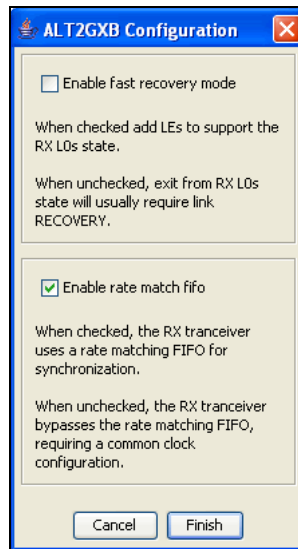 ALT2GXB Configuration
Enable fast recovery mode
When checked add LEs to support the
RX L0s state.
When unchecked, exit from RX L0s
state will usually require link
RECOVERY.
Enable rate match fifo
When checked, the RX tranceiver
uses a rate matching FIFO for
synchronization.
When unchecked, the RX tranceiver
bypasses the rate matching FIFO,
requiring a common clock
configuration.
Cancel
Finish